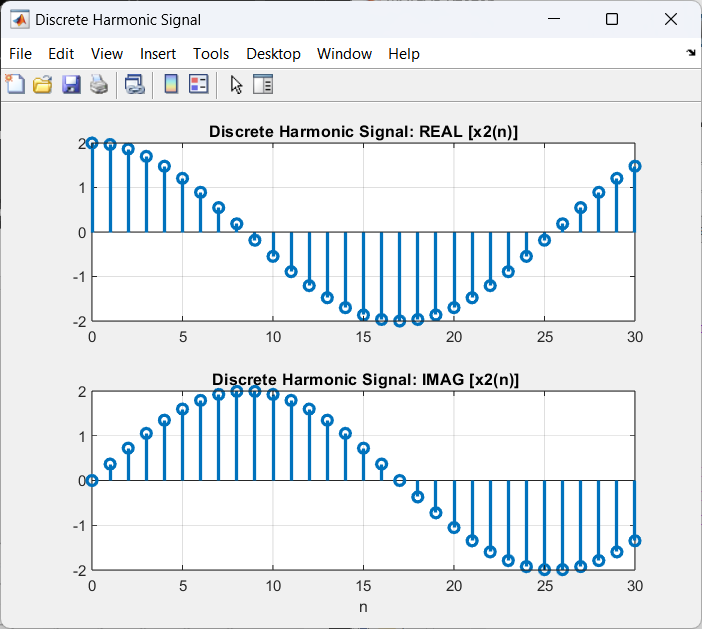 Discrete Harmonic Signal
File Edit View Insert Tools Desktop Window Help
Discrete Harmonic Signal: REAL [x2(n)]
2
1
0
-1
-2
0 5 10 15 20 25 30
Discrete Harmonic Signal: IMAG [x2(n)]
2
1
0
-1
-2
0 5 10 15 20 25 30
n